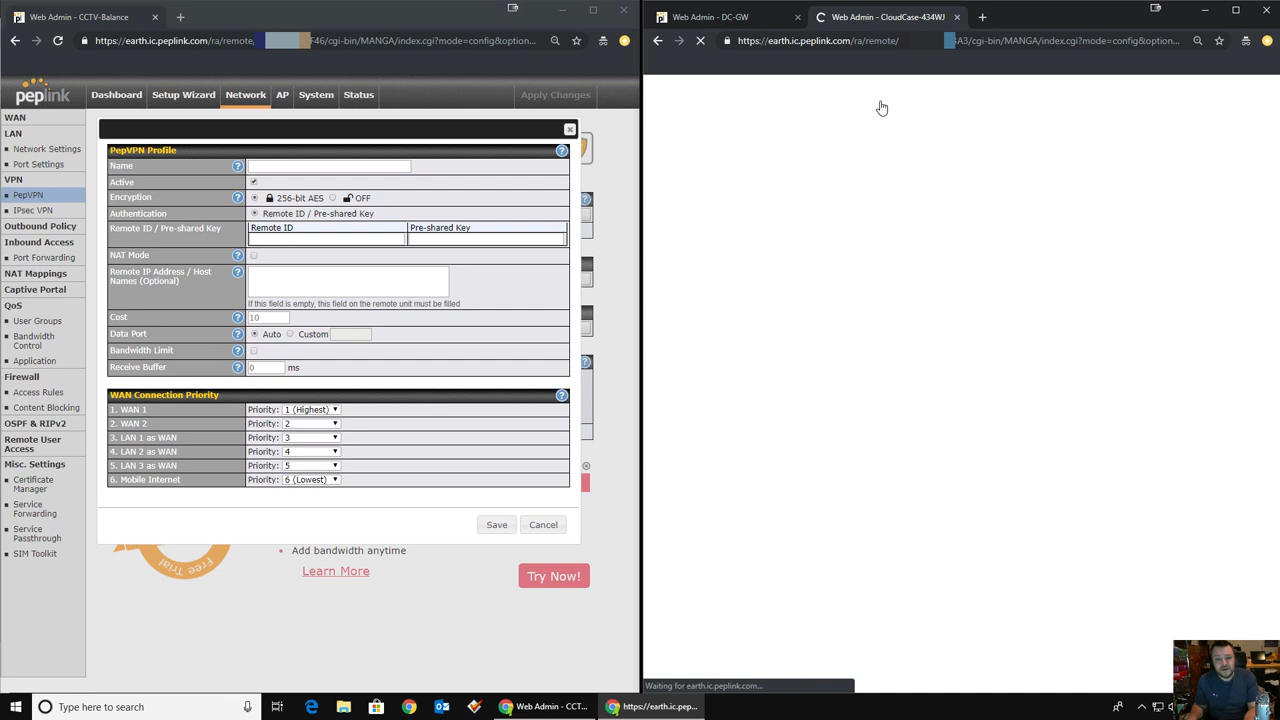 Web Admin - CCTV-Balance
https://earth.ic.peplink.com/ra/remote/ F46/cgi-bin/MANGA/index.cgi?mode=config&option...
peplink
Dashboard Setup Wizard Network AP System Status Apply Changes
WAN
LAN
Network Settings
Port Settings
VPN
PepVPN
IPsec VPN
Outbound Policy
Inbound Access
Port Forwarding
NAT Mappings
Captive Portal
QoS
User Groups
Bandwidth
Control
Application
Firewall
Access Rules
Content Blocking
OSPF & RIPv2
Remote User
Access
Misc. Settings
Certificate
Manager
Service
Forwarding
Service
Passthrough
SIM Toolkit
PepVPN Profile
Name
Active
Encryption 256-bit AES OFF
Authentication Remote ID / Pre-shared Key
Remote ID / Pre-shared Key Remote ID Pre-shared Key
NAT Mode
Remote IP Address / Host
Names (Optional)
If this field is empty, this field on the remote unit must be filled
Cost 10
Data Port Auto Custom
Bandwidth Limit
Receive Buffer 0 ms
WAN Connection Priority
1. WAN 1 Priority: 1 (Highest)
2. WAN 2 Priority: 2
3. LAN 1 as WAN Priority: 3
4. LAN 2 as WAN Priority: 4
5. LAN 3 as WAN Priority: 5
6. Mobile Internet Priority: 6 (Lowest)
Save Cancel
Free Trial
Add bandwidth anytime
Learn More
Try Now!
Web Admin - DC-GW
Web Admin - CloudCase-434WJ
https://earth.ic.peplink.com/ra/remote/ 3A3/cgi-bin/MANGA/index.cgi?mode=config&option...
Waiting for earth.ic.peplink.com...
Type here to search
Web Admin - CCT...
https://earth.ic.pep...